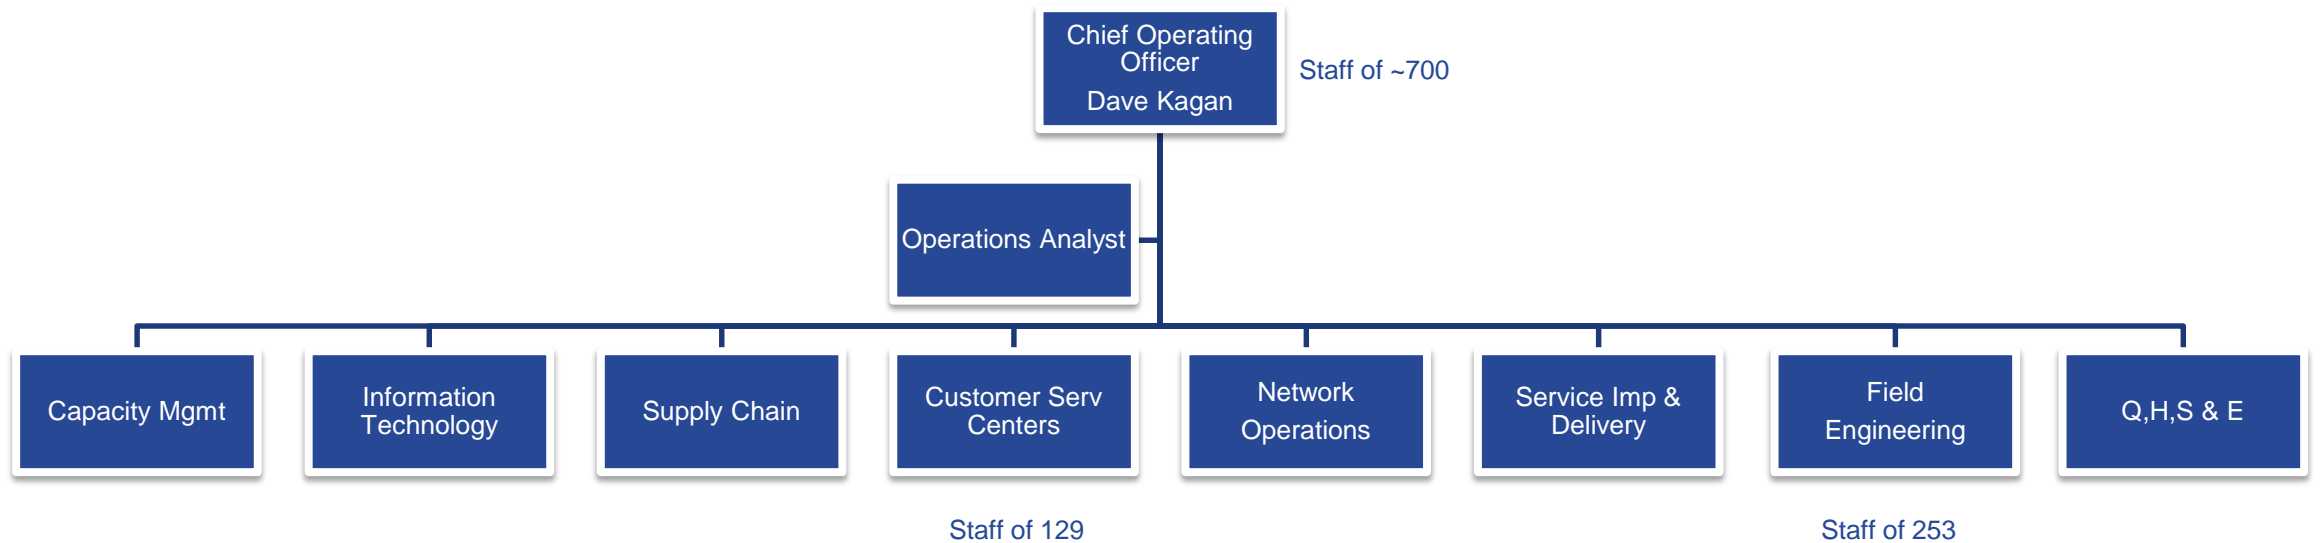 Chief Operating
Officer
Dave Kagan
Staff of ~700
Operations Analyst
Capacity Mgmt
Information
Technology
Supply Chain
Customer Serv
Centers
Network
Operations
Service Imp &
Delivery
Field
Engineering
Q,H,S & E
Staff of 129
Staff of 253